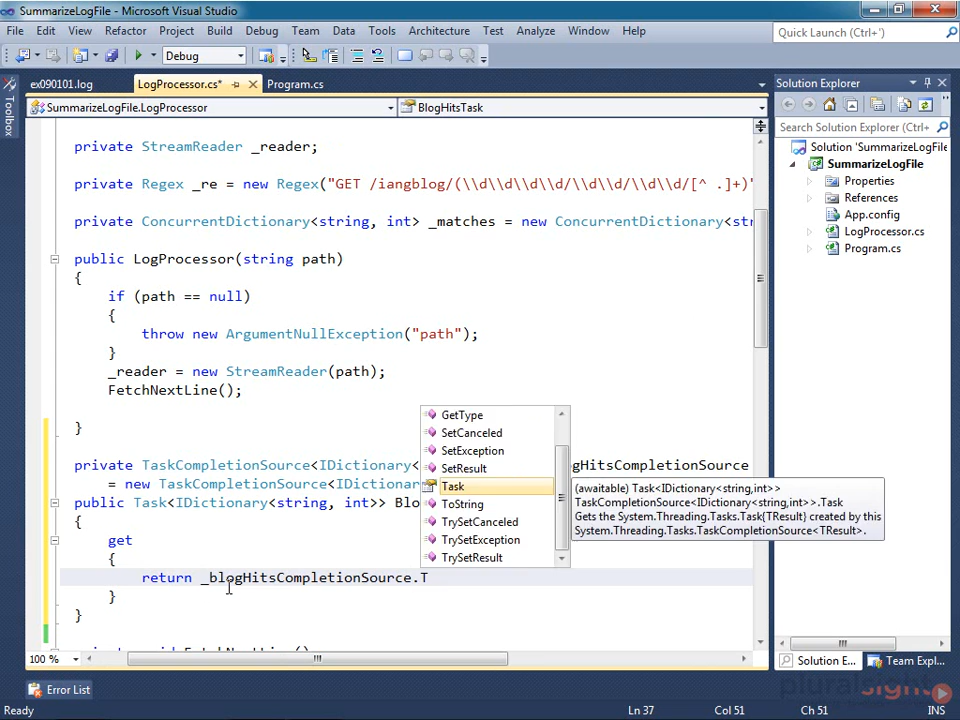 SummarizeLogFile - Microsoft Visual Studio
File Edit View Refactor Project Build Debug Team Data Tools Architecture Test Analyze Window Help
Quick Launch (Ctrl+')
Debug
ex090101.log LogProcessor.cs* Program.cs
SummarizeLogFile.LogProcessor BlogHitsTask
Toolbox
private StreamReader _reader;
private Regex _re = new Regex("GET /iangblog/(\\d\\d\\d\\d/\\d\\d/\\d\\d/[^ .]+)"
private ConcurrentDictionary<string, int> _matches = new ConcurrentDictionary<str
public LogProcessor(string path)
{
if (path == null)
{
throw new ArgumentNullException("path");
}
_reader = new StreamReader(path);
FetchNextLine();
}
private TaskCompletionSource<IDictionary< gHitsCompletionSource
= new TaskCompletionSource<IDictionar
public Task<IDictionary<string, int>> Blo
{
get
{
return _blogHitsCompletionSource.T
}
}
GetType
SetCanceled
SetException
SetResult
Task
ToString
TrySetCanceled
TrySetException
TrySetResult
(awaitable) Task<IDictionary<string,int>>
TaskCompletionSource<IDictionary<string,int>>.Task
Gets the System.Threading.Tasks.Task{TResult} created by this
System.Threading.Tasks.TaskCompletionSource<TResult>.
Solution Explorer
Search Solution Explorer (Ctrl+
Solution 'SummarizeLogFile
SummarizeLogFile
Properties
References
App.config
LogProcessor.cs
Program.cs
100 %
Solution E... Team Expl...
Error List
pluralsight
Ready Ln 37 Col 51 Ch 51 INS